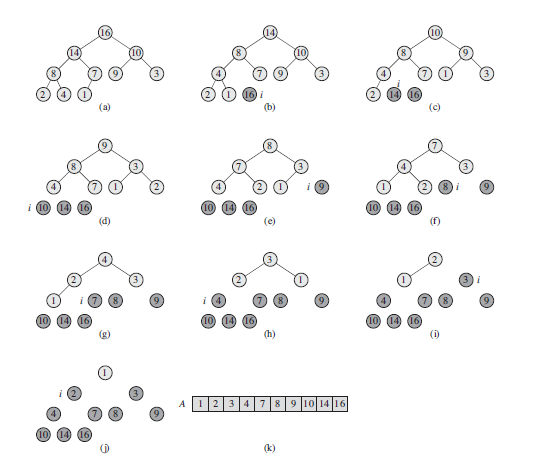 16 14 10
14 10 8 10 9
8 7 9 3 4 7 9 3 4 7 1 3
i
2 4 1 2 1 16 i 2 14 16
(a) (b) (c)
9 8 7
8 3 7 3 4 3
4 7 1 2 4 2 1 i 9 1 2 8 i 9
i 10 14 16 10 14 16 10 14 16
(d) (e) (f)
4 3 2
2 3 2 1 1 3 i
1 i 7 8 9 i 4 7 8 9 4 7 8 9
10 14 16 10 14 16 10 14 16
(g) (h) (i)
1
i 2 3
A 1 2 3 4 7 8 9 10 14 16
4 7 8 9
10 14 16
(j) (k)